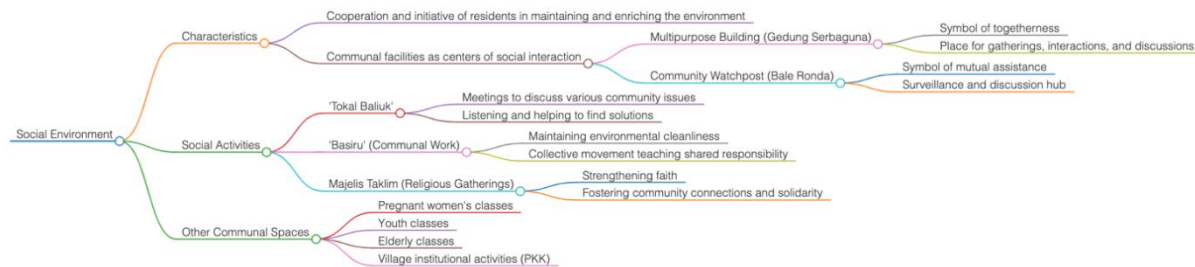 Social Environment
Characteristics
Cooperation and initiative of residents in maintaining and enriching the environment
Communal facilities as centers of social interaction
Multipurpose Building (Gedung Serbaguna)
Symbol of togetherness
Place for gatherings, interactions, and discussions
Community Watchpost (Bale Ronda)
Symbol of mutual assistance
Surveillance and discussion hub
Social Activities
'Tokal Baliuk'
Meetings to discuss various community issues
Listening and helping to find solutions
'Basiru' (Communal Work)
Maintaining environmental cleanliness
Collective movement teaching shared responsibility
Majelis Taklim (Religious Gatherings)
Strengthening faith
Fostering community connections and solidarity
Other Communal Spaces
Pregnant women's classes
Youth classes
Elderly classes
Village institutional activities (PKK)